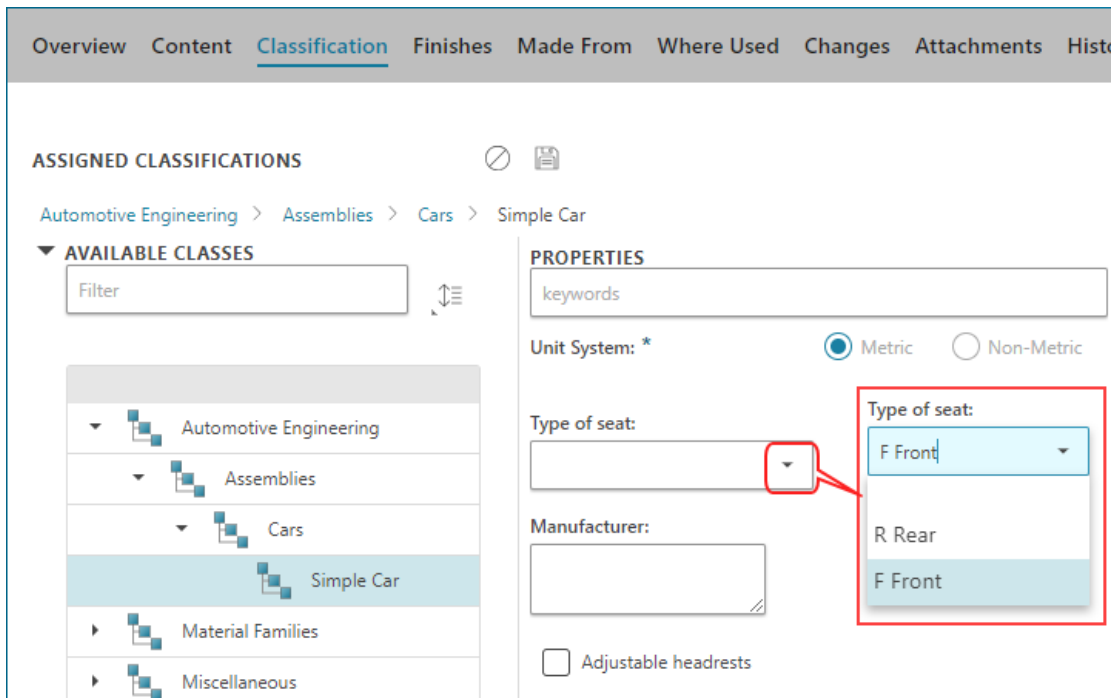 Overview Content Classification Finishes Made From Where Used Changes Attachments Histo
ASSIGNED CLASSIFICATIONS
Automotive Engineering > Assemblies > Cars > Simple Car
AVAILABLE CLASSES
Filter
Automotive Engineering
Assemblies
Cars
Simple Car
Material Families
Miscellaneous
PROPERTIES
keywords
Unit System: * Metric Non-Metric
Type of seat:
Manufacturer:
Adjustable headrests
Type of seat:
F Front
R Rear
F Front